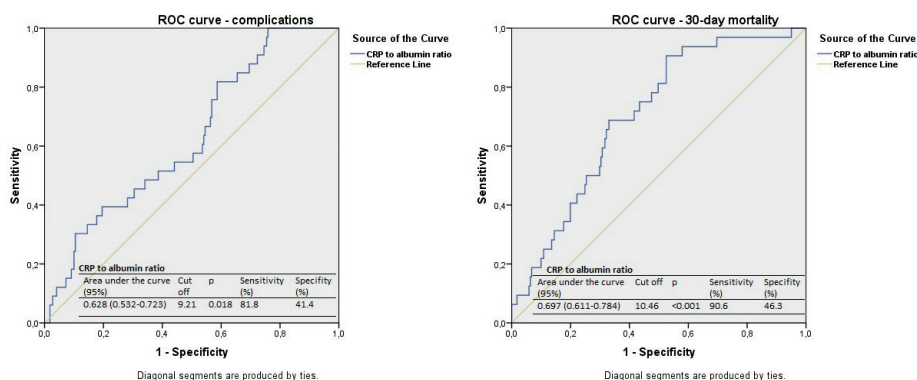 ROC curve - complications
1,0
0,8
0,6
0,4
0,2
0,0
Sensitivity
0,0 0,2 0,4 0,6 0,8 1,0
1 - Specificity
Source of the Curve
CRP to albumin ratio
Reference Line
CRP to albumin ratio
Area under the curve Cut p Sensitivity Specifity
(95%) off (%) (%)
0.628 (0.532-0.723) 9.21 0.018 81.8 41.4
Diagonal segments are produced by ties.
ROC curve - 30-day mortality
1,0
0,8
0,6
0,4
0,2
0,0
Sensitivity
0,0 0,2 0,4 0,6 0,8 1,0
1 - Specificity
Source of the Curve
CRP to albumin ratio
Reference Line
CRP to albumin ratio
Area under the curve Cut off p Sensitivity Specifity
(95%) (%) (%)
0.697 (0.611-0.784) 10.46 <0.001 90.6 46.3
Diagonal segments are produced by ties.